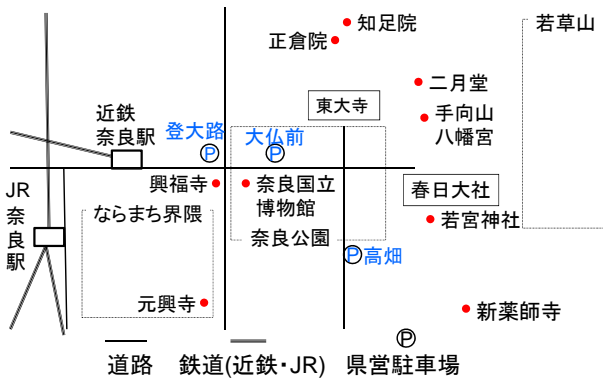 知足院
正倉院
若草山
二月堂
東大寺
手向山
八幡宮
近鉄
奈良駅
登大路
P
大仏前
P
興福寺
奈良国立
博物館
春日大社
若宮神社
JR
奈
良
駅
ならまち界隈
奈良公園
P高畑
元興寺
新薬師寺
P
道路 鉄道(近鉄・JR) 県営駐車場